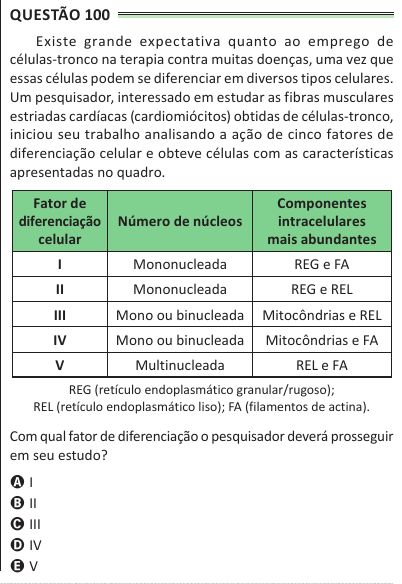 QUESTÃO 100
Existe grande expectativa quanto ao emprego de
células-tronco na terapia contra muitas doenças, uma vez que
essas células podem se diferenciar em diversos tipos celulares.
Um pesquisador, interessado em estudar as fibras musculares
estriadas cardíacas (cardiomiócitos) obtidas de células-tronco,
iniciou seu trabalho analisando a ação de cinco fatores de
diferenciação celular e obteve células com as características
apresentadas no quadro.
Fator de diferenciação celular | Número de núcleos | Componentes intracelulares mais abundantes
I | Mononucleada | REG e FA
II | Mononucleada | REG e REL
III | Mono ou binucleada | Mitocôndrias e REL
IV | Mono ou binucleada | Mitocôndrias e FA
V | Multinucleada | REL e FA
REG (retículo endoplasmático granular/rugoso);
REL (retículo endoplasmático liso); FA (filamentos de actina).
Com qual fator de diferenciação o pesquisador deverá prosseguir
em seu estudo?
A I
B II
C III
D IV
E V